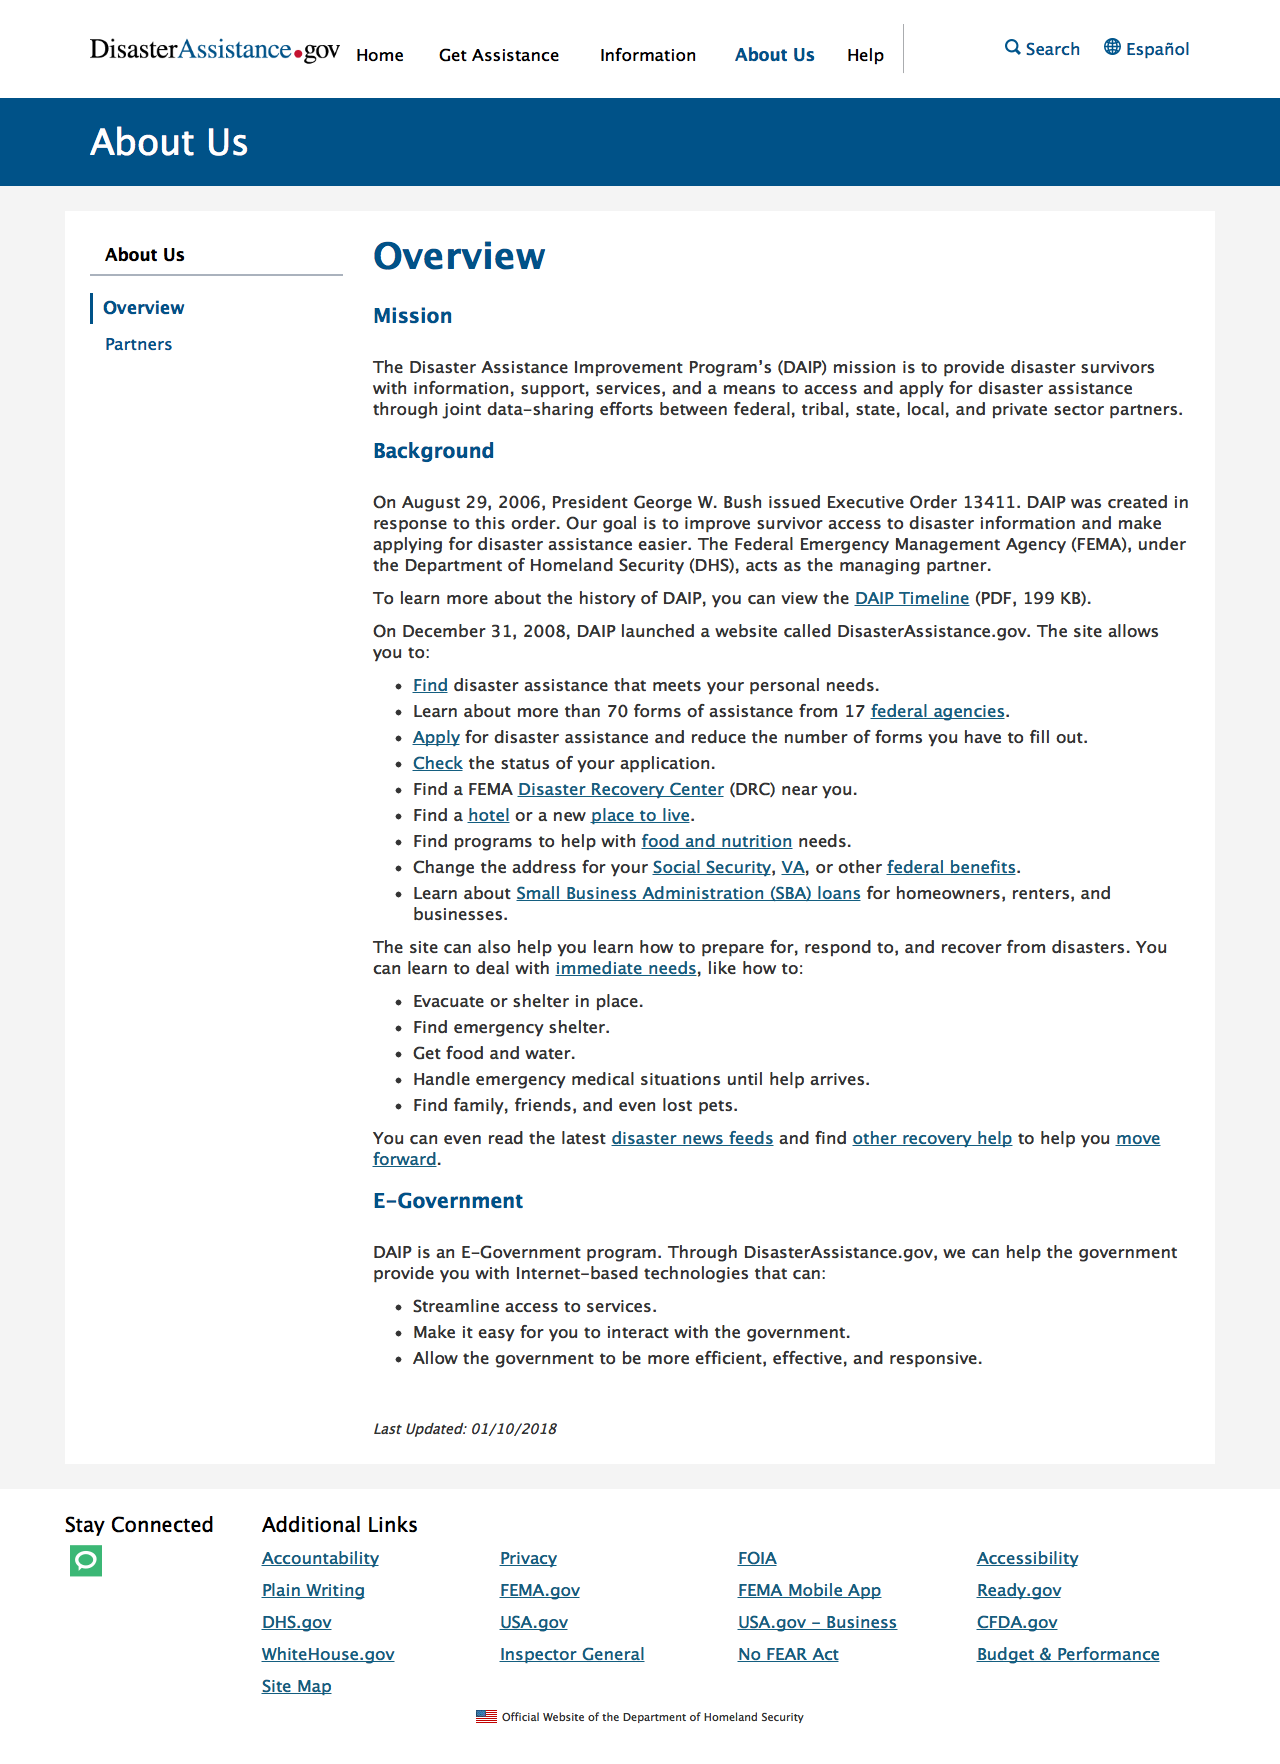 DisasterAssistance.gov
Home
Get Assistance
Information
About Us
Help
Search
Español
About Us
About Us
Overview
Partners
Overview
Mission
The Disaster Assistance Improvement Program’s (DAIP) mission is to provide disaster survivors
with information, support, services, and a means to access and apply for disaster assistance
through joint data-sharing efforts between federal, tribal, state, local, and private sector partners.
Background
On August 29, 2006, President George W. Bush issued Executive Order 13411. DAIP was created in
response to this order. Our goal is to improve survivor access to disaster information and make
applying for disaster assistance easier. The Federal Emergency Management Agency (FEMA), under
the Department of Homeland Security (DHS), acts as the managing partner.
To learn more about the history of DAIP, you can view the DAIP Timeline (PDF, 199 KB).
On December 31, 2008, DAIP launched a website called DisasterAssistance.gov. The site allows
you to:
• Find disaster assistance that meets your personal needs.
• Learn about more than 70 forms of assistance from 17 federal agencies.
• Apply for disaster assistance and reduce the number of forms you have to fill out.
• Check the status of your application.
• Find a FEMA Disaster Recovery Center (DRC) near you.
• Find a hotel or a new place to live.
• Find programs to help with food and nutrition needs.
• Change the address for your Social Security, VA, or other federal benefits.
• Learn about Small Business Administration (SBA) loans for homeowners, renters, and
businesses.
The site can also help you learn how to prepare for, respond to, and recover from disasters. You
can learn to deal with immediate needs, like how to:
• Evacuate or shelter in place.
• Find emergency shelter.
• Get food and water.
• Handle emergency medical situations until help arrives.
• Find family, friends, and even lost pets.
You can even read the latest disaster news feeds and find other recovery help to help you move
forward.
E-Government
DAIP is an E-Government program. Through DisasterAssistance.gov, we can help the government
provide you with Internet-based technologies that can:
• Streamline access to services.
• Make it easy for you to interact with the government.
• Allow the government to be more efficient, effective, and responsive.
Last Updated: 01/10/2018
Stay Connected
Additional Links
Accountability
Privacy
FOIA
Accessibility
Plain Writing
FEMA.gov
FEMA Mobile App
Ready.gov
DHS.gov
USA.gov
USA.gov - Business
CFDA.gov
WhiteHouse.gov
Inspector General
No FEAR Act
Budget & Performance
Site Map
Official Website of the Department of Homeland Security